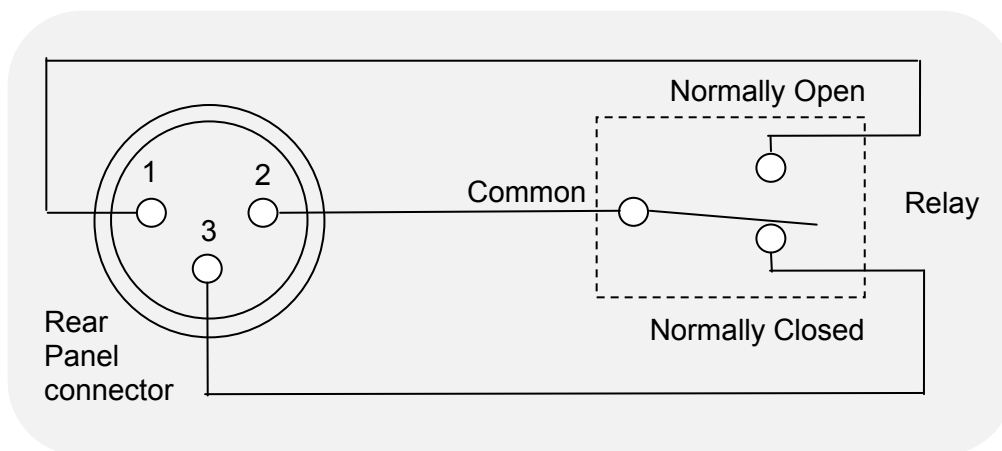 Normally Open
1
2
Common
3
Relay
Rear
Panel
connector
Normally Closed